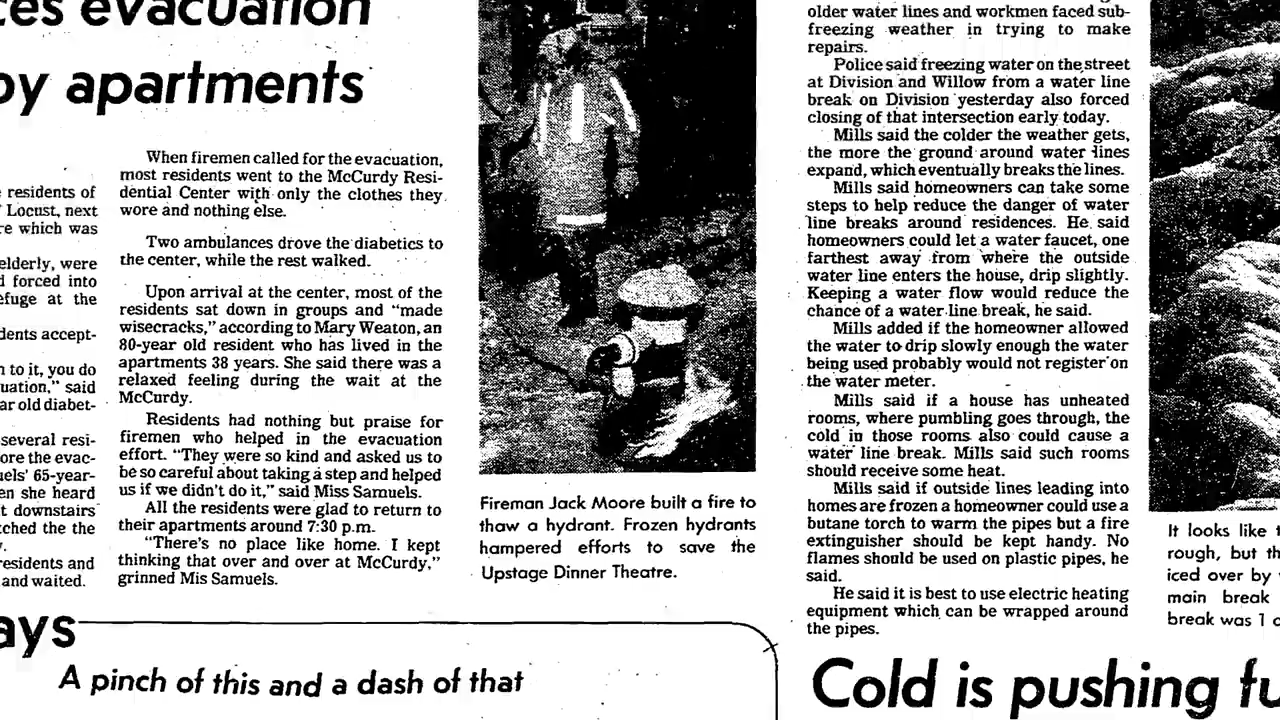 ces evacuation
by apartments
residents of
Locust, next
re which was
elderly, were
d forced into
efuge at the
dents accept-
n to it, you do
uation," said
ar old diabet-
several resi-
ore the evac-
uels' 65-year-
en she heard
t downstairs
tched the the
residents and
and waited.
When firemen called for the evacuation,
most residents went to the McCurdy Resi-
dential Center with only the clothes they
wore and nothing else.
Two ambulances drove the diabetics to
the center, while the rest walked.
Upon arrival at the center, most of the
residents sat down in groups and "made
wisecracks," according to Mary Weaton, an
80-year old resident who has lived in the
apartments 38 years. She said there was a
relaxed feeling during the wait at the
McCurdy.
Residents had nothing but praise for
firemen who helped in the evacuation
effort. "They were so kind and asked us to
be so careful about taking a step and helped
us if we didn't do it," said Miss Samuels.
All the residents were glad to return to
their apartments around 7:30 p.m.
"There's no place like home. I kept
thinking that over and over at McCurdy,"
grinned Mis Samuels.
Fireman Jack Moore built a fire to
thaw a hydrant. Frozen hydrants
hampered efforts to save the
Upstage Dinner Theatre.
older water lines and workmen faced sub-
freezing weather in trying to make
repairs.
Police said freezing water on the street
at Division and Willow from a water line
break on Division yesterday also forced
closing of that intersection early today.
Mills said the colder the weather gets,
the more the ground around water lines
expand, which eventually breaks the lines.
Mills said homeowners can take some
steps to help reduce the danger of water
line breaks around residences. He said
homeowners could let a water faucet, one
farthest away from where the outside
water line enters the house, drip slightly.
Keeping a water flow would reduce the
chance of a water line break, he said.
Mills added if the homeowner allowed
the water to drip slowly enough the water
being used probably would not register on
the water meter.
Mills said if a house has unheated
rooms, where pumbling goes through, the
cold in those rooms also could cause a
water line break. Mills said such rooms
should receive some heat.
Mills said if outside lines leading into
homes are frozen a homeowner could use a
butane torch to warm the pipes but a fire
extinguisher should be kept handy. No
flames should be used on plastic pipes, he
said.
He said it is best to use electric heating
equipment which can be wrapped around
the pipes.
It looks like t
rough, but th
iced over by
main break
break was 1
ays
A pinch of this and a dash of that
Cold is pushing fu